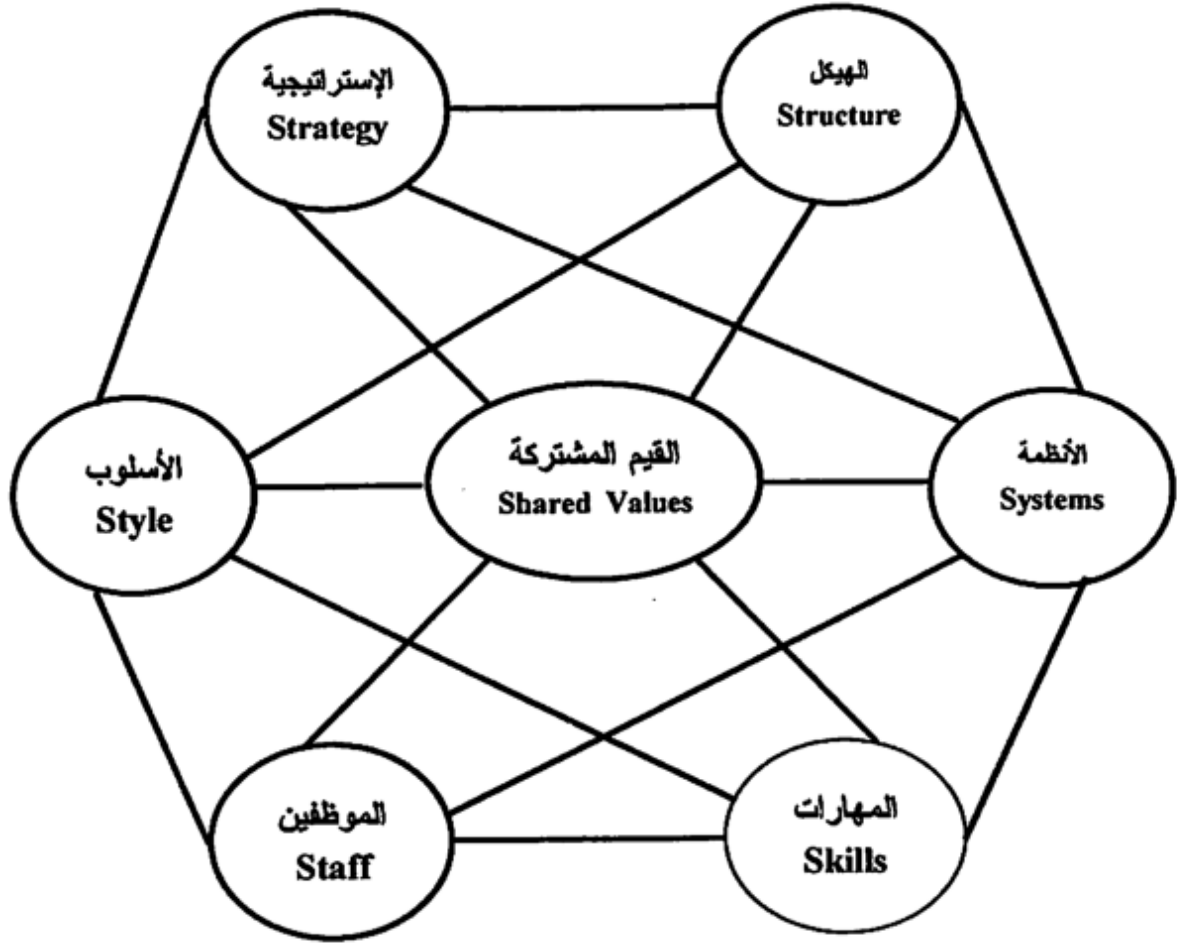 الإستراتيجية
Strategy
الهيكل
Structure
الأسلوب
Style
القيم المشتركة
Shared Values
الأنظمة
Systems
الموظفين
Staff
المهارات
Skills